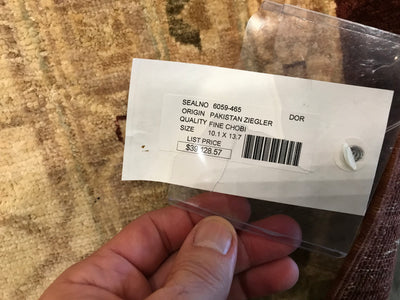 SEALNO 6059-465
ORIGIN PAKISTAN ZIEGLER DOR
QUALITY FINE CHOBI
SIZE 10.1 X 13.7
LIST PRICE